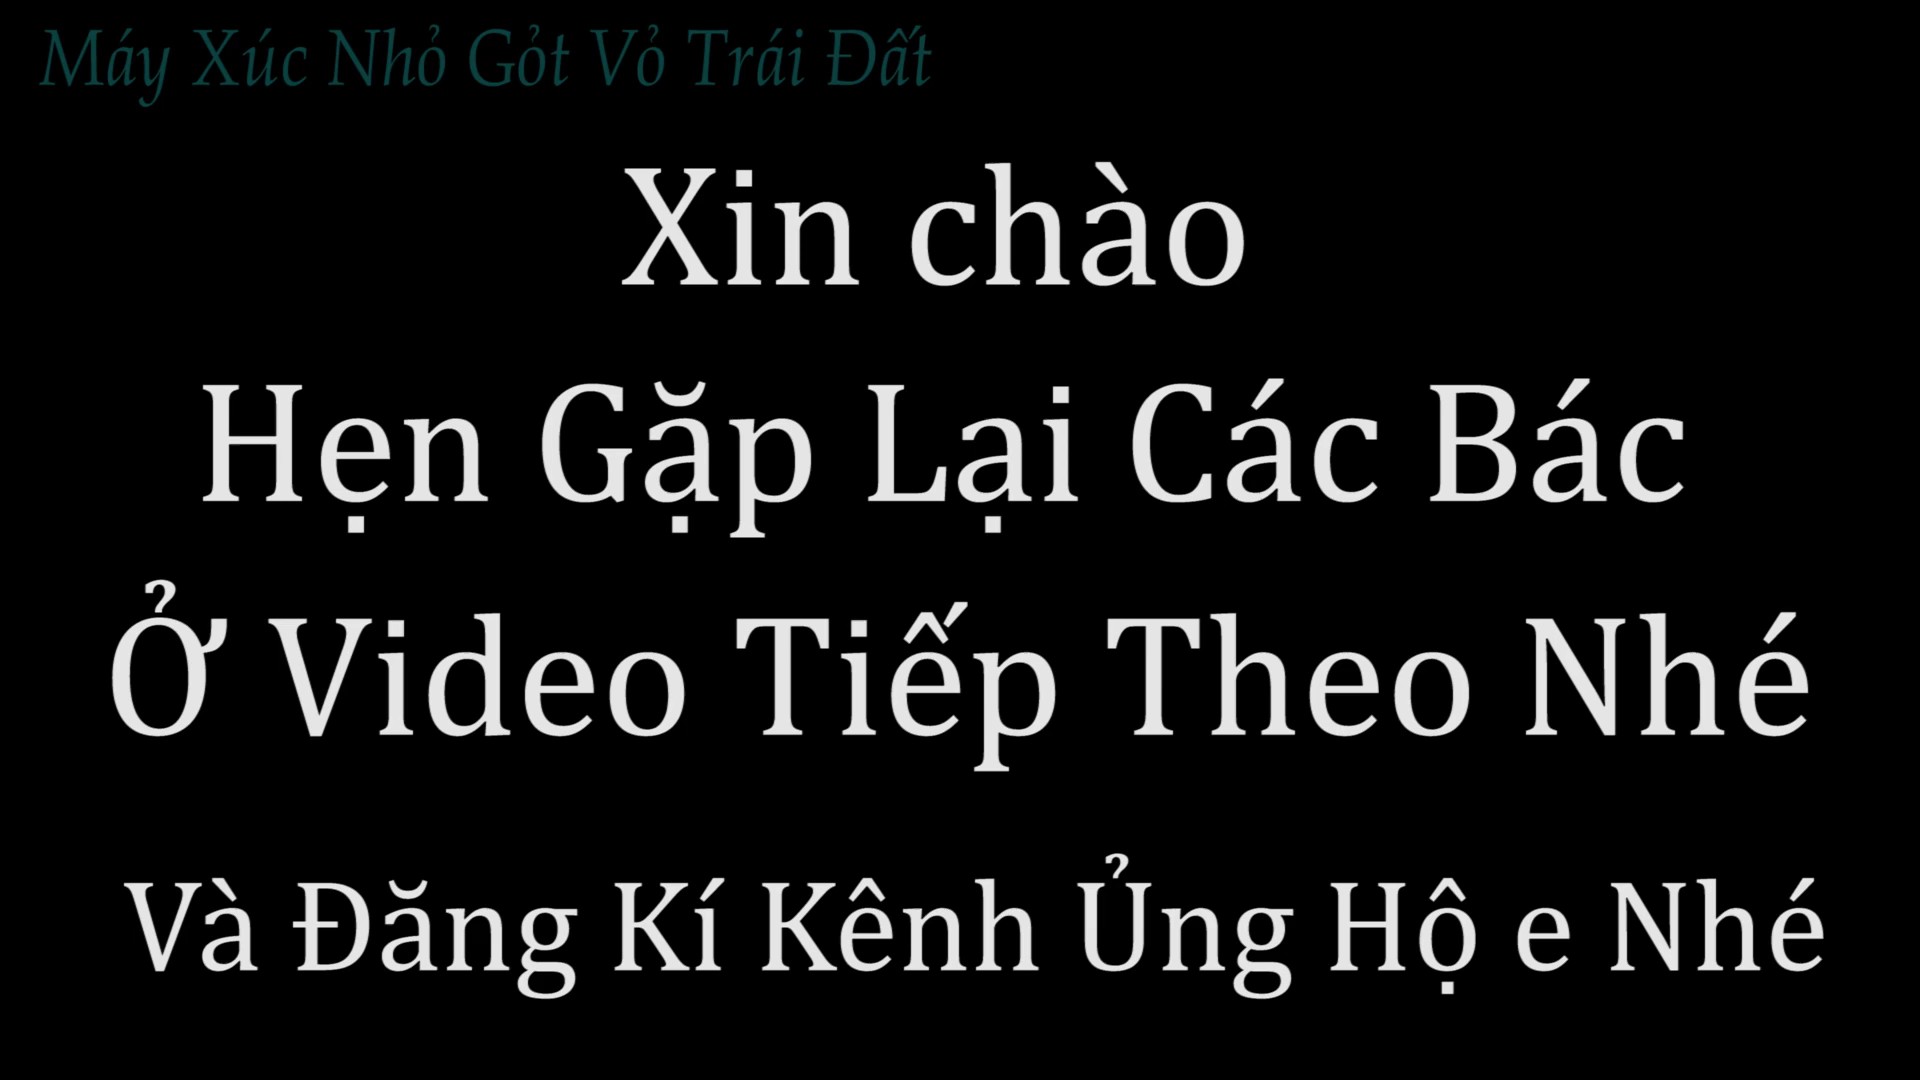 Máy Xúc Nhỏ Gỏt Vỏ Trái Đất
Xin chào
Hẹn Gặp Lại Các Bác
Ở Video Tiếp Theo Nhé
Và Đăng Kí Kênh Ủng Hộ e Nhé